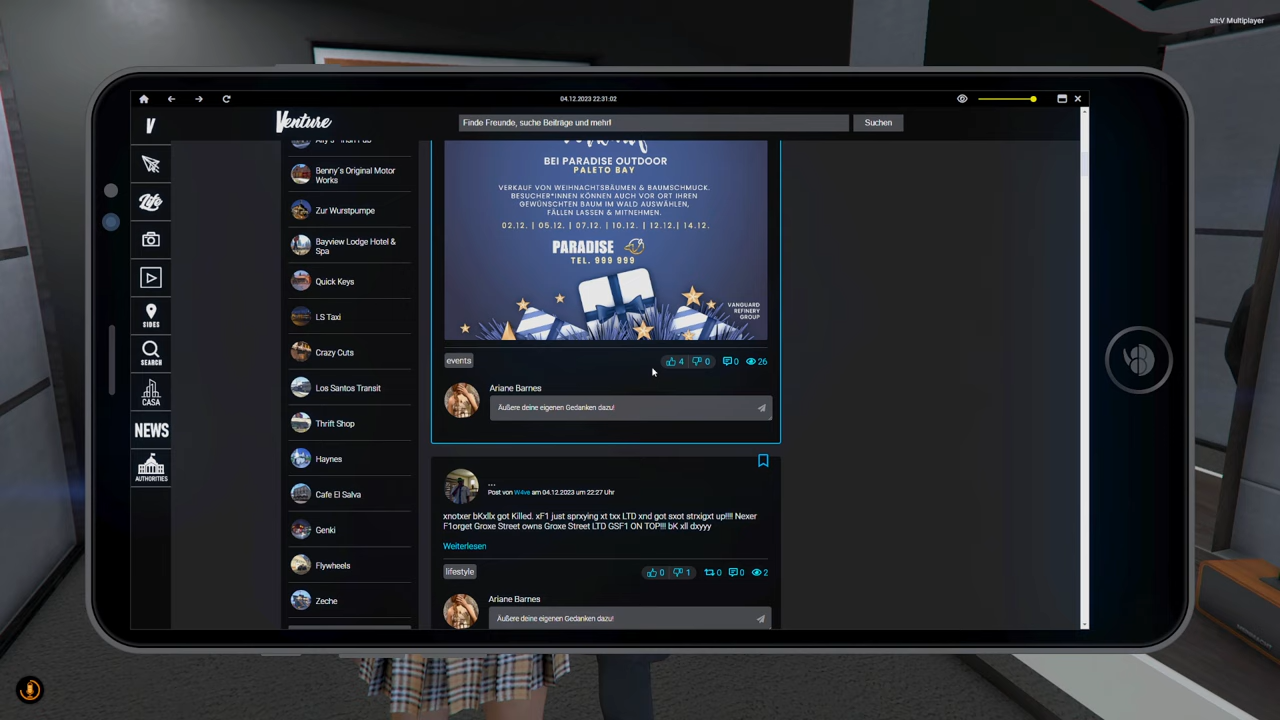 alt:V Multiplayer
04.12.2023 22:31:02
V
Venture
Finde Freunde, suche Beiträge und mehr!
Suchen
Life
SIDES
SEARCH
CASA
NEWS
AUTHORITIES
Benny's Original Motor
Works
Zur Wurstpumpe
Bayview Lodge Hotel &
Spa
Quick Keys
LS Taxi
Crazy Cuts
Los Santos Transit
Thrift Shop
Haynes
Cafe El Salva
Genki
Flywheels
Zeche
BEI PARADISE OUTDOOR
PALETO BAY
VERKAUF VON WEIHNACHTSBÄUMEN & BAUMSCHMUCK.
BESUCHER*INNEN KÖNNEN AUCH VOR ORT IHREN
GEWÜNSCHTEN BAUM IM WALD AUSWÄHLEN,
FÄLLEN LASSEN & MITNEHMEN.
02.12. | 05.12. | 07.12. | 10.12. | 12.12. | 14.12.
PARADISE
TEL. 999 999
VANGUARD
REFINERY
GROUP
events
4 0 0 26
Ariane Barnes
Äußere deine eigenen Gedanken dazu!
...
Post von W4ve am 04.12.2023 um 22:27 Uhr
xnotxer bKxllx got Killed. xF1 just sprxying xt txx LTD xnd got sxot strxigxt up!!!! Nexer
F1orget Groxe Street owns Groxe Street LTD GSF1 ON TOP!!! bK xll dxyyy
Weiterlesen
lifestyle
0 1 0 0 2
Ariane Barnes
Äußere deine eigenen Gedanken dazu!